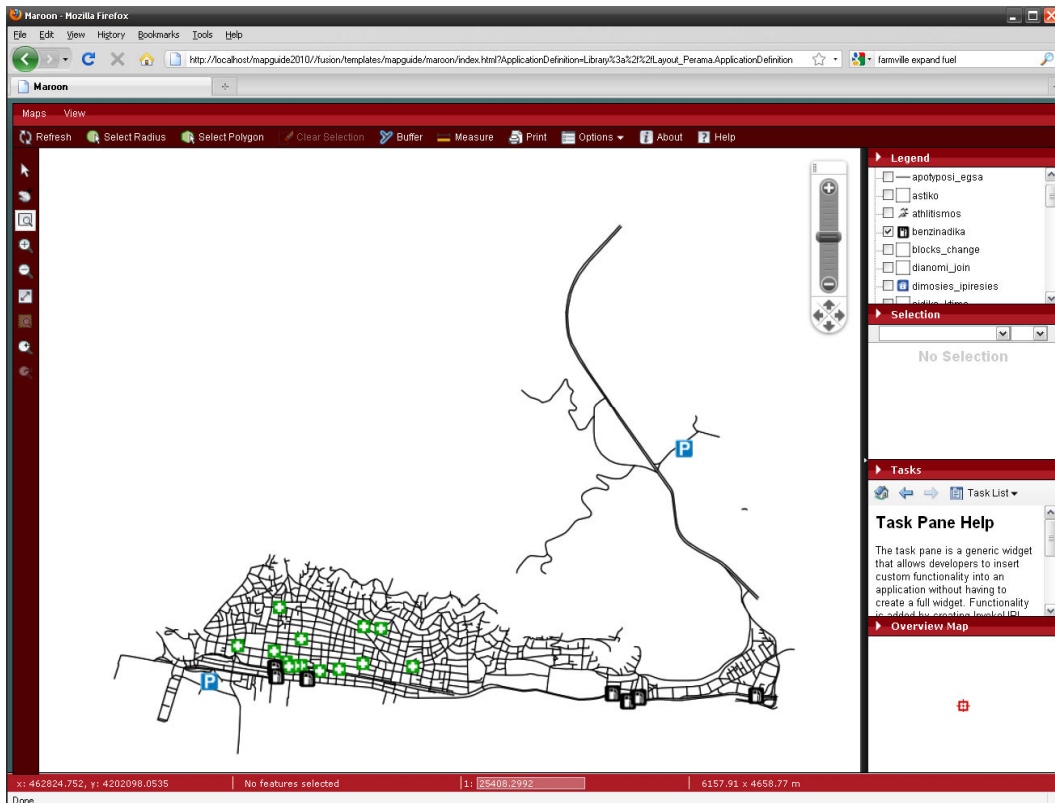 Maroon - Mozilla Firefox
File Edit View History Bookmarks Tools Help
http://localhost/mapguide2010//fusion/templates/mapguide/maroon/index.html?ApplicationDefinition=Library%3a%2f%2fLayout_Perama.ApplicationDefinition
farmville expand fuel
Maroon
Maps View
Refresh Select Radius Select Polygon Clear Selection Buffer Measure Print Options About Help
Legend
apotyposi_egsa
astiko
athlitismos
benzinadika
blocks_change
dianomi_join
dimosies_ipiresies
Selection
No Selection
P
Tasks
Task List
Task Pane Help
The task pane is a generic widget
that allows developers to insert
custom functionality into an
application without having to
create a full widget. Functionality
is added by creating InvokeURL
Overview Map
P
x: 462824.752, y: 4202098.0535 No features selected 1: 25408.2992 6157.91 x 4658.77 m
Done